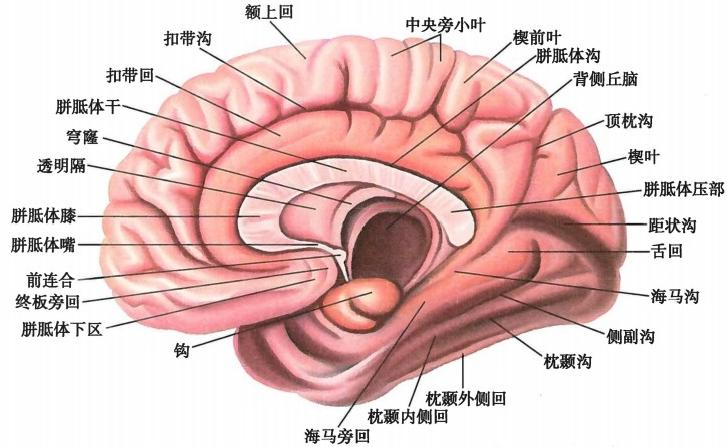 额上回
中央旁小叶
扣带沟
楔前叶
胼胝体沟
扣带回
背侧丘脑
胼胝体干
顶枕沟
穹窿
楔叶
透明隔
胼胝体压部
胼胝体膝
距状沟
胼胝体嘴
舌回
前连合
海马沟
终板旁回
胼胝体下区
侧副沟
钩
枕颞沟
枕颞外侧回
枕颞内侧回
海马旁回